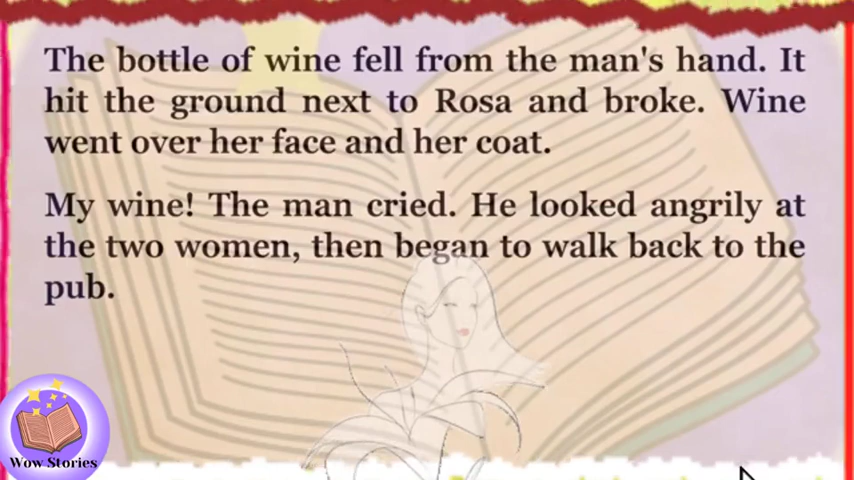 The bottle of wine fell from the man's hand. It
hit the ground next to Rosa and broke. Wine
went over her face and her coat.
My wine! The man cried. He looked angrily at
the two women, then began to walk back to the
pub.
Wow Stories